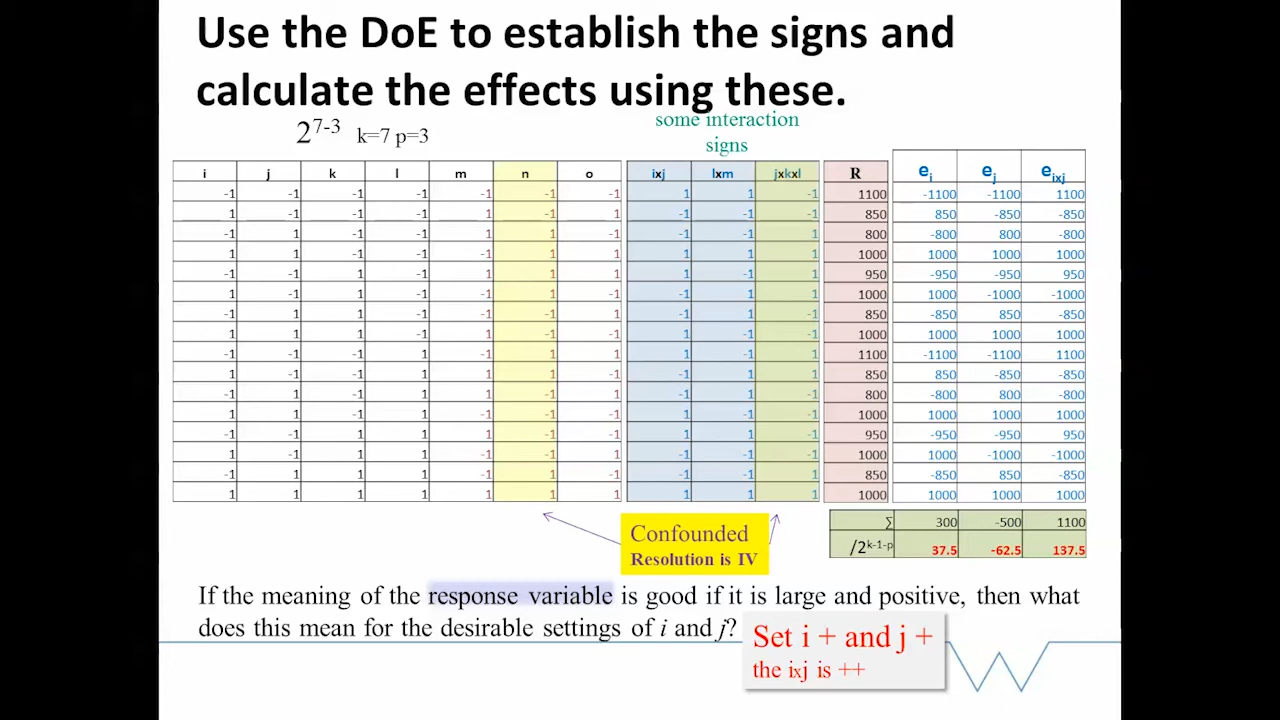 Use the DoE to establish the signs and
calculate the effects using these.
2^7-3 k=7 p=3
some interaction
signs
i j k l m n o ixj lxm jxkxl R ei ej eixj
-1 -1 -1 -1 -1 -1 -1 1 1 -1 1100 -1100 -1100 1100
1 -1 -1 -1 1 -1 1 -1 -1 -1 850 850 -850 -850
-1 1 -1 -1 1 1 -1 -1 -1 1 800 -800 800 -800
1 1 -1 -1 -1 1 1 1 1 1 1000 1000 1000 1000
-1 -1 1 -1 1 1 1 1 -1 1 950 -950 -950 950
1 -1 1 -1 -1 1 -1 -1 1 1 1000 1000 -1000 -1000
-1 1 1 -1 -1 -1 1 -1 1 -1 850 -850 850 -850
1 1 1 -1 1 -1 -1 1 -1 -1 1000 1000 1000 1000
-1 -1 -1 1 -1 1 1 1 -1 1 1100 -1100 -1100 1100
1 -1 -1 1 1 1 -1 -1 1 1 850 850 -850 -850
-1 1 -1 1 1 -1 1 -1 1 -1 800 -800 800 -800
1 1 -1 1 -1 -1 -1 1 -1 -1 1000 1000 1000 1000
-1 -1 1 1 1 -1 -1 1 1 -1 950 -950 -950 950
1 -1 1 1 -1 -1 1 -1 -1 -1 1000 1000 -1000 -1000
-1 1 1 1 -1 1 -1 -1 -1 1 850 -850 850 -850
1 1 1 1 1 1 1 1 1 1 1000 1000 1000 1000
∑ 300 -500 1100
/2^k-1-p 37.5 -62.5 137.5
Confounded
Resolution is IV
If the meaning of the response variable is good if it is large and positive, then what
does this mean for the desirable settings of i and j?
Set i + and j +
the ixj is ++